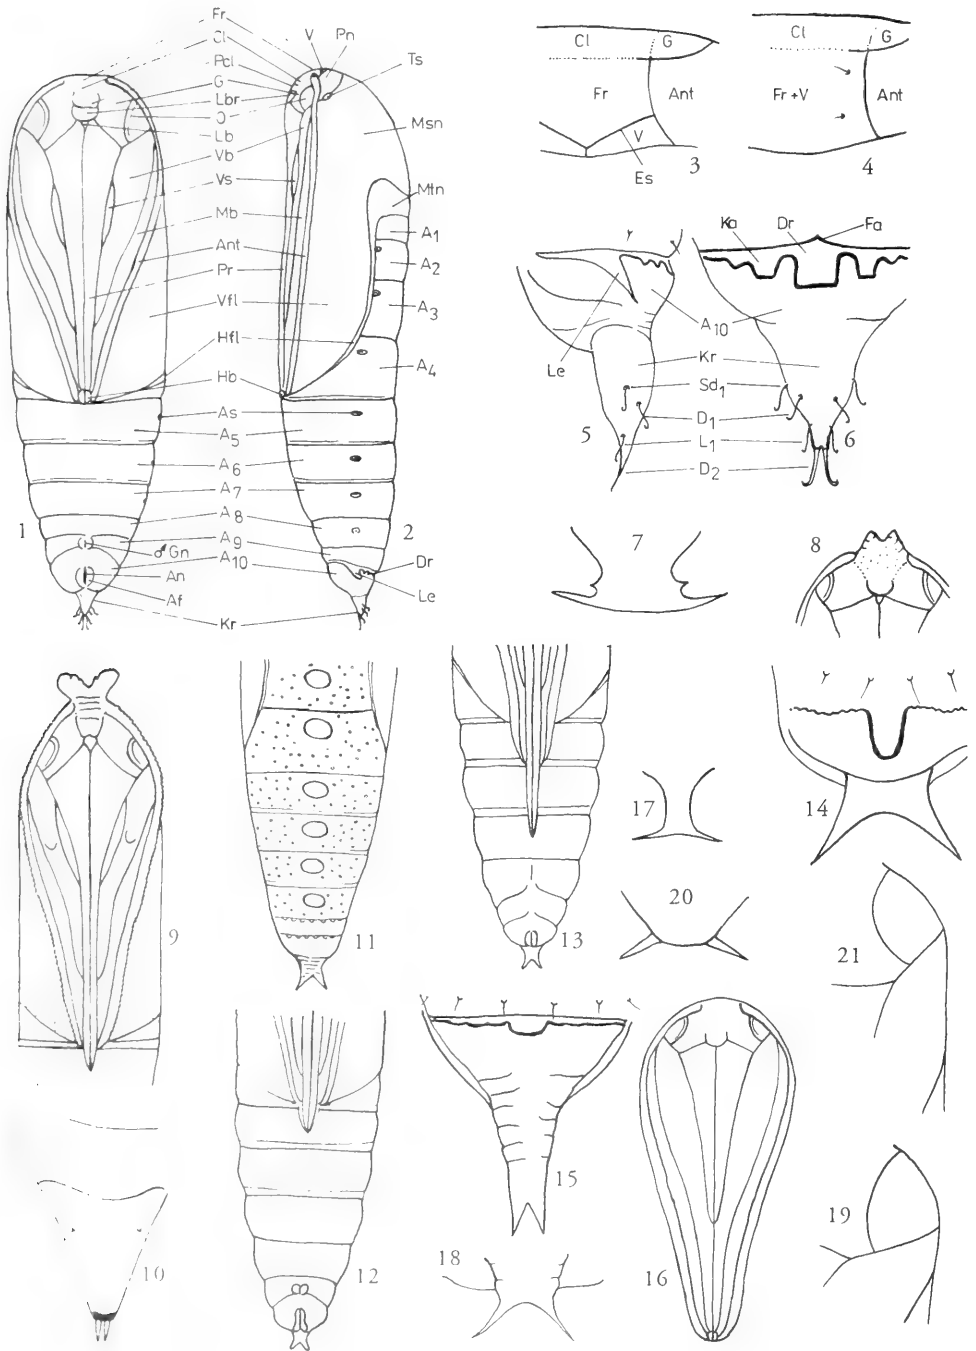 Fr
Cl
Pcl
G
Lbr
O
Lb
Vb
Vs
Mb
Ant
Pr
Vfl
Hfl
Hb
As
A5
A6
A7
A8
A9
♂Gn
A10
An
Af
Kr
1
V
Pn
Ts
Msn
Mtn
A1
A2
A3
A4
2
Dr
Le
Cl
G
Fr
Ant
V
Es
3
Cl
G
Fr+V
Ant
4
Le
A10
Kr
Sd1
D1
L1
D2
5
Ka
Dr
Fa
6
7
8
9
10
11
12
13
14
15
16
17
18
19
20
21